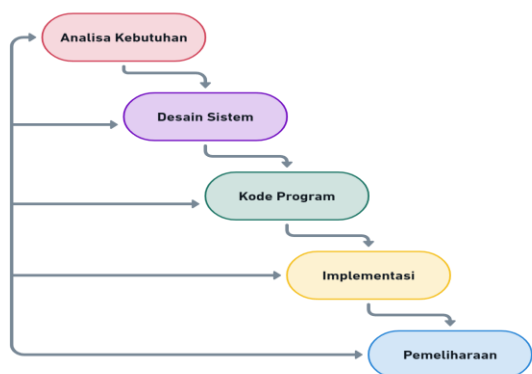 Analisa Kebutuhan
Desain Sistem
Kode Program
Implementasi
Pemeliharaan